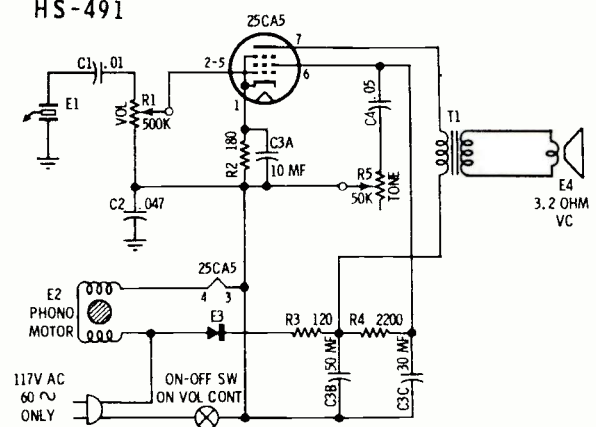 HS-491
25CA5
7
C1 .01
2-5
6
E1
VOL
R1
500K
1
.05
C4
T1
180
R2
C3A
10 MF
R5
50K
TONE
E4
3.2 OHM
VC
C2 .047
25CA5
4 3
E2
PHONO
MOTOR
E3
R3 120
R4 2200
C3B
50 MF
C3C
30 MF
117V AC
60 ~
ONLY
ON-OFF SW
ON VOL CONT